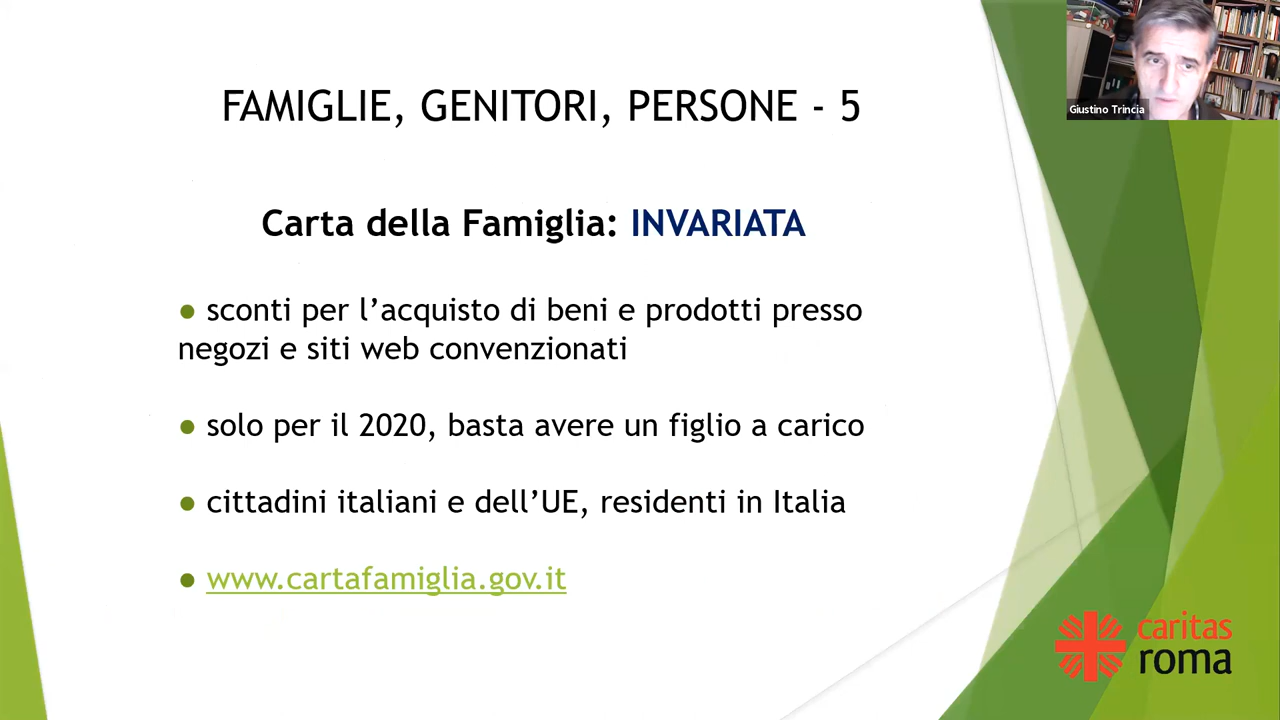 FAMIGLIE, GENITORI, PERSONE - 5
Giustino Trincia
Carta della Famiglia: INVARIATA
● sconti per l’acquisto di beni e prodotti presso
negozi e siti web convenzionati
● solo per il 2020, basta avere un figlio a carico
● cittadini italiani e dell’UE, residenti in Italia
● www.cartafamiglia.gov.it
caritas
roma